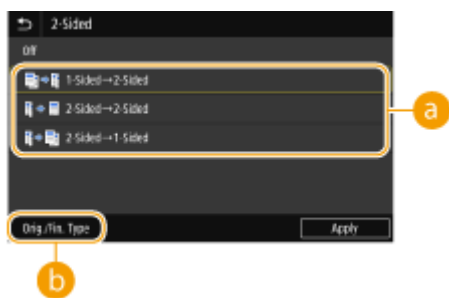 2-Sided
Off
1-Sided→2-Sided
2-Sided→2-Sided
2-Sided→1-Sided
a
Orig./Fin. Type
Apply
b